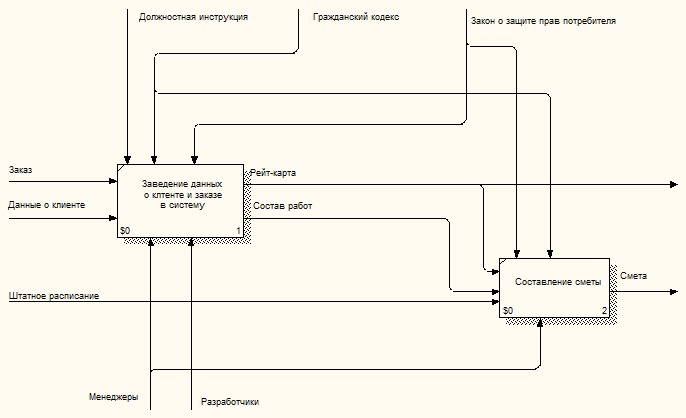 Должностная инструкция
Гражданский кодекс
Закон о защите прав потребителя
Заказ
Данные о клиенте
Заведение данных
о клтенте и заказе
в систему
$0
1
Рейт-карта
Состав работ
Штатное расписание
Составление сметы
$0
2
Смета
Менеджеры
Разработчики